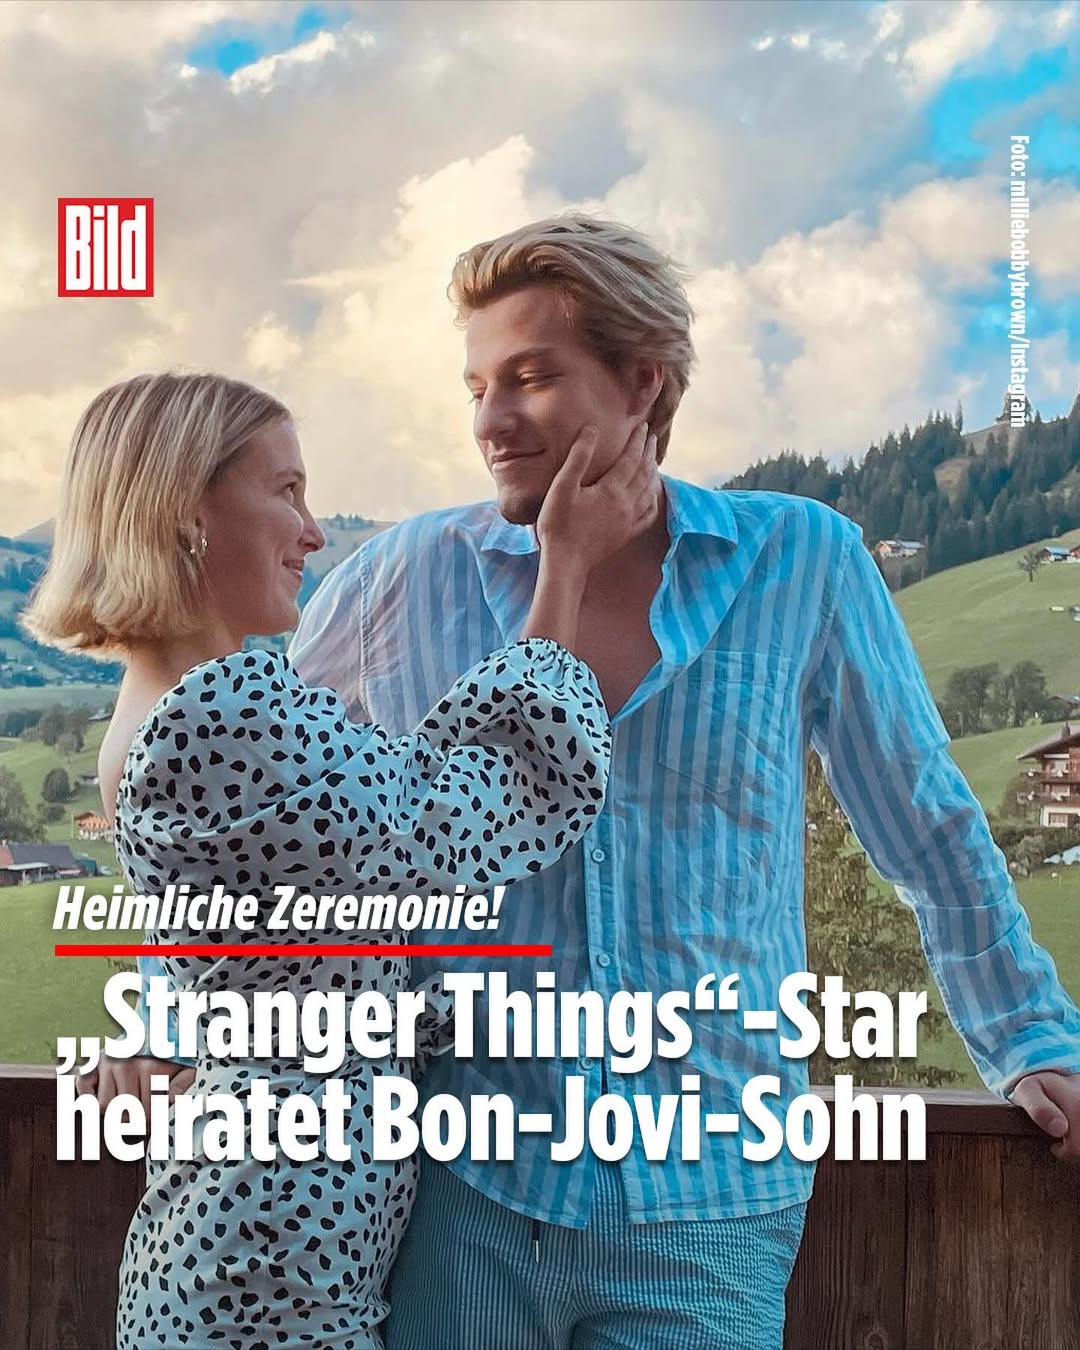 Foto: milliebobbybrown/Instagram
Bild
Heimliche Zeremonie!
„Stranger Things“-Star
heiratet Bon-Jovi-Sohn